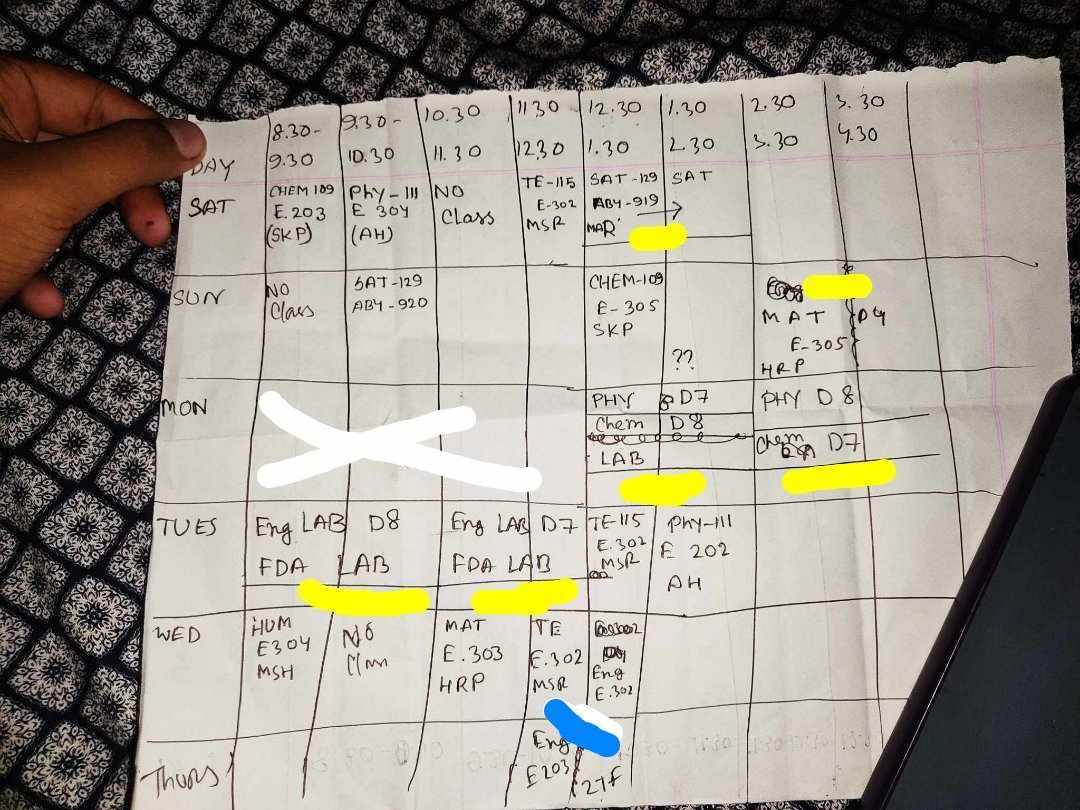 DAY 8.30- 9.30- 10.30 11.30 12.30 1.30 2.30 3.30
9.30 10.30 11.30 12.30 1.30 2.30 3.30 4.30
SAT CHEM 109 Phy-111 NO TE-115 SAT-129 SAT
E.203 E 304 Class E-302 ABY-919 →
(SKP) (AH) MSR MAR
SUN NO SAT-129 CHEM-109
Class ABY-920 E-305 MAT D4
SKP E-305
?? HRP
MON PHY D7 PHY D8
Chem D8 Chem D7
LAB
TUES Eng LAB D8 Eng LAB D7 TE-115 Phy-111
FDA LAB FDA LAB E.302 E 202
MSR AH
WED HUM NO MAT TE
E304 Class E.303 E.302 Eng
MSH HRP MSR E.302
Thurs Eng
E203